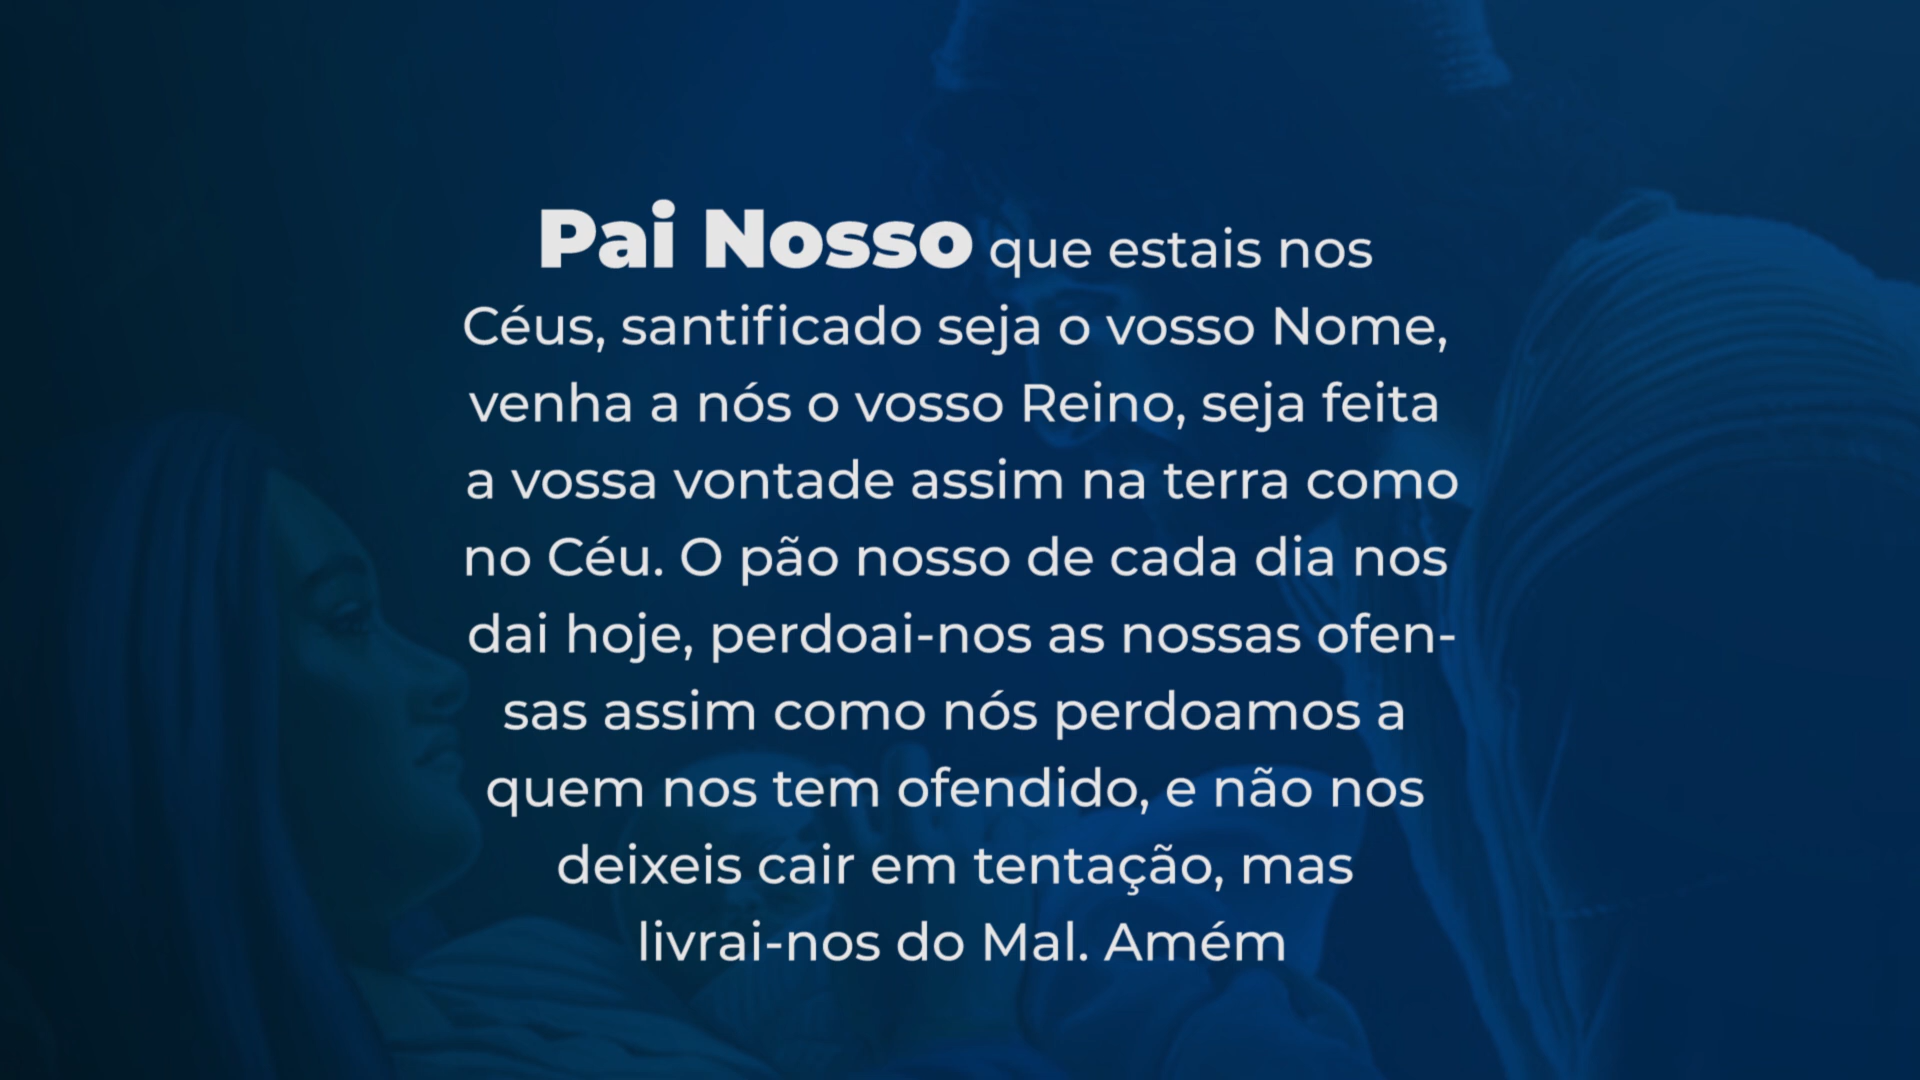 Pai Nosso que estais nos
Céus, santificado seja o vosso Nome,
venha a nós o vosso Reino, seja feita
a vossa vontade assim na terra como
no Céu. O pão nosso de cada dia nos
dai hoje, perdoai-nos as nossas ofen-
sas assim como nós perdoamos a
quem nos tem ofendido, e não nos
deixeis cair em tentação, mas
livrai-nos do Mal. Amém